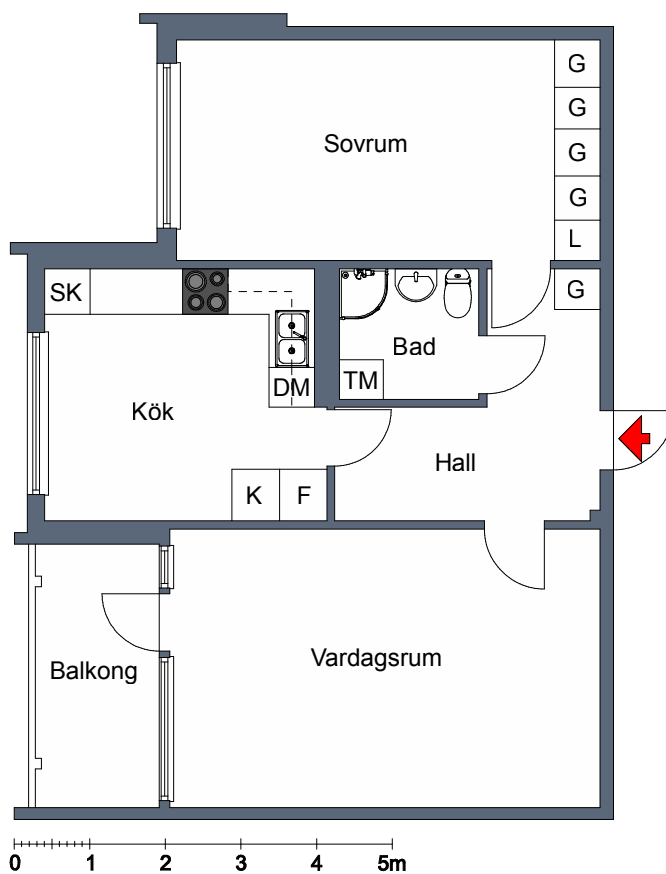 G
G
Sovrum
G
G
L
SK
G
Bad
DM
TM
Kök
Hall
K
F
Vardagsrum
Balkong
0 1 2 3 4 5m